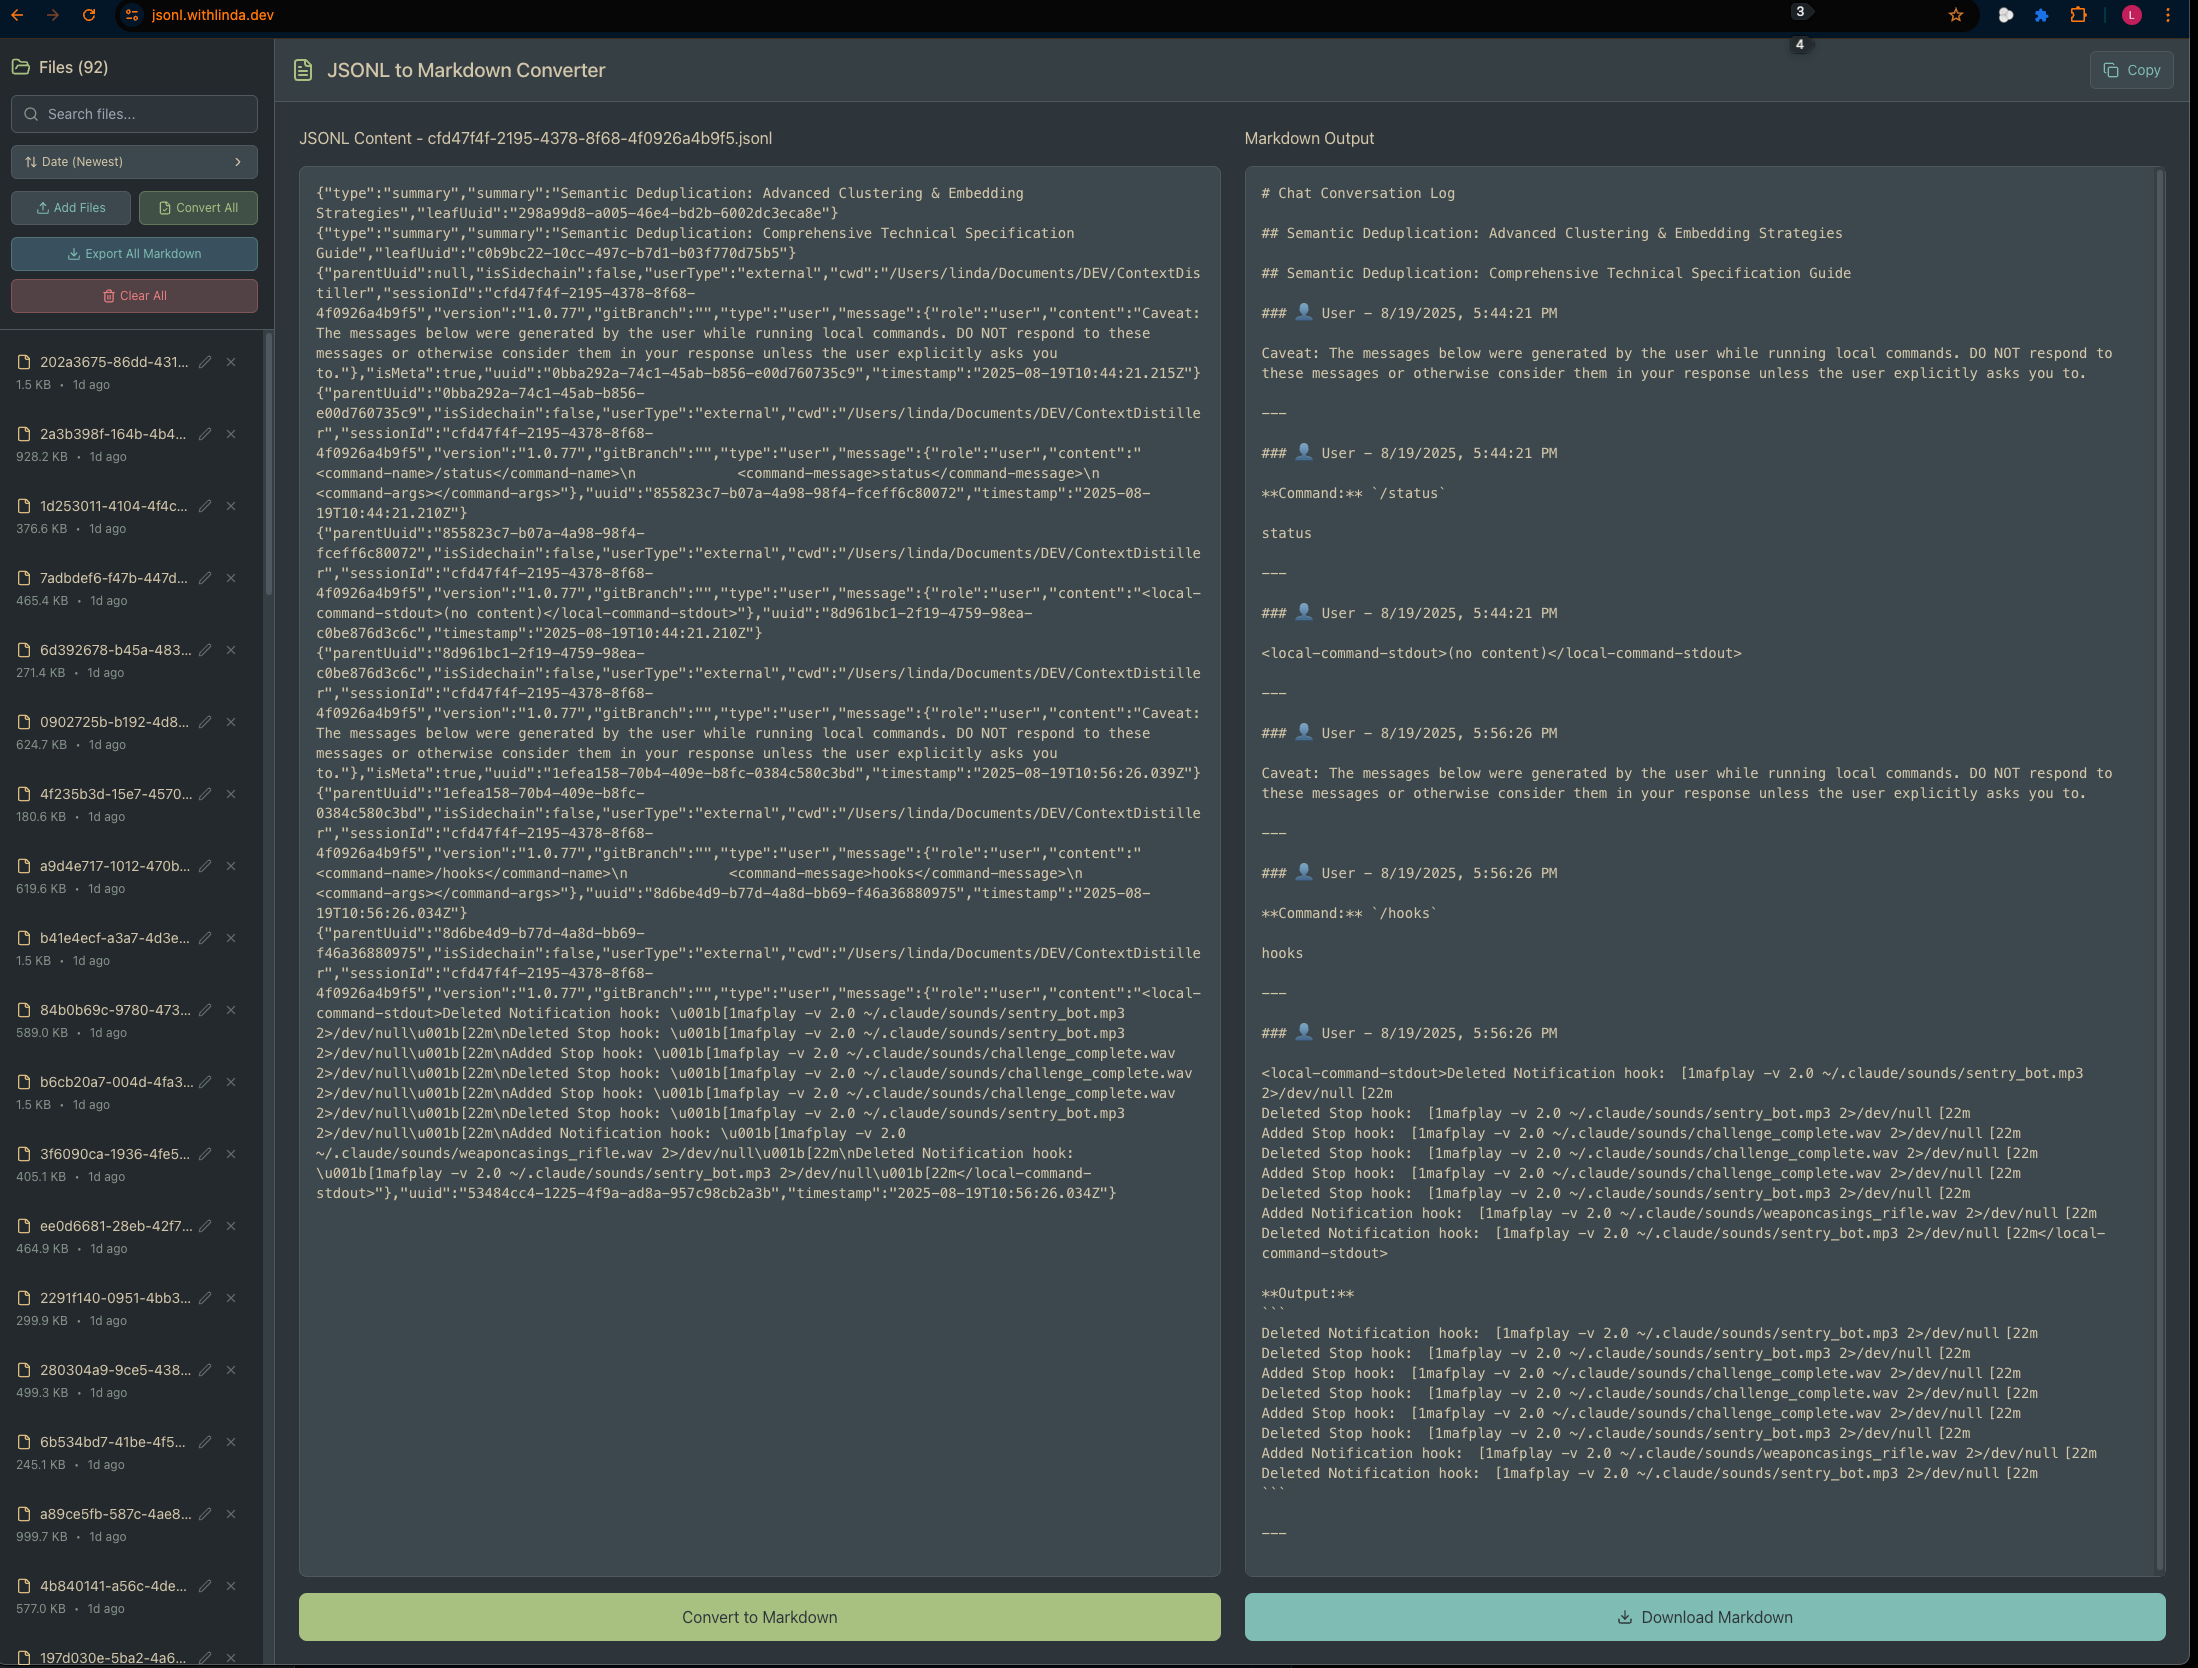 jsonl.withlinda.dev
3
4
L
Files (92)
Search files...
Date (Newest)
Add Files
Convert All
Export All Markdown
Clear All
202a3675-86dd-431...
1.5 KB • 1d ago
2a3b398f-164b-4b4...
928.2 KB • 1d ago
1d253011-4104-4f4c...
376.6 KB • 1d ago
7adbdef6-f47b-447d...
465.4 KB • 1d ago
6d392678-b45a-483...
271.4 KB • 1d ago
0902725b-b192-4d8...
624.7 KB • 1d ago
4f235b3d-15e7-4570...
180.6 KB • 1d ago
a9d4e717-1012-470b...
619.6 KB • 1d ago
b41e4ecf-a3a7-4d3e...
1.5 KB • 1d ago
84b0b69c-9780-473...
589.0 KB • 1d ago
b6cb20a7-004d-4fa3...
1.5 KB • 1d ago
3f6090ca-1936-4fe5...
405.1 KB • 1d ago
ee0d6681-28eb-42f7...
464.9 KB • 1d ago
2291f140-0951-4bb3...
299.9 KB • 1d ago
280304a9-9ce5-438...
499.3 KB • 1d ago
6b534bd7-41be-4f5...
245.1 KB • 1d ago
a89ce5fb-587c-4ae8...
999.7 KB • 1d ago
4b840141-a56c-4de...
577.0 KB • 1d ago
197d030e-5ba2-4a6...
JSONL to Markdown Converter
Copy
JSONL Content - cfd47f4f-2195-4378-8f68-4f0926a4b9f5.jsonl
{"type":"summary","summary":"Semantic Deduplication: Advanced Clustering & Embedding
Strategies","leafUuid":"298a99d8-a005-46e4-bd2b-6002dc3eca8e"}
{"type":"summary","summary":"Semantic Deduplication: Comprehensive Technical Specification
Guide","leafUuid":"c0b9bc22-10cc-497c-b7d1-b03f770d75b5"}
{"parentUuid":null,"isSidechain":false,"userType":"external","cwd":"/Users/linda/Documents/DEV/ContextDis
tiller","sessionId":"cfd47f4f-2195-4378-8f68-
4f0926a4b9f5","version":"1.0.77","gitBranch":"","type":"user","message":{"role":"user","content":"Caveat:
The messages below were generated by the user while running local commands. DO NOT respond to these
messages or otherwise consider them in your response unless the user explicitly asks you
to."},"isMeta":true,"uuid":"0bba292a-74c1-45ab-b856-e00d760735c9","timestamp":"2025-08-19T10:44:21.215Z"}
{"parentUuid":"0bba292a-74c1-45ab-b856-
e00d760735c9","isSidechain":false,"userType":"external","cwd":"/Users/linda/Documents/DEV/ContextDistille
r","sessionId":"cfd47f4f-2195-4378-8f68-
4f0926a4b9f5","version":"1.0.77","gitBranch":"","type":"user","message":{"role":"user","content":"
<command-name>/status</command-name>\n            <command-message>status</command-message>\n
<command-args></command-args>"},"uuid":"855823c7-b07a-4a98-98f4-fceff6c80072","timestamp":"2025-08-
19T10:44:21.210Z"}
{"parentUuid":"855823c7-b07a-4a98-98f4-
fceff6c80072","isSidechain":false,"userType":"external","cwd":"/Users/linda/Documents/DEV/ContextDistille
r","sessionId":"cfd47f4f-2195-4378-8f68-
4f0926a4b9f5","version":"1.0.77","gitBranch":"","type":"user","message":{"role":"user","content":"<local-
command-stdout>(no content)</local-command-stdout>"},"uuid":"8d961bc1-2f19-4759-98ea-
c0be876d3c6c","timestamp":"2025-08-19T10:44:21.210Z"}
{"parentUuid":"8d961bc1-2f19-4759-98ea-
c0be876d3c6c","isSidechain":false,"userType":"external","cwd":"/Users/linda/Documents/DEV/ContextDistille
r","sessionId":"cfd47f4f-2195-4378-8f68-
4f0926a4b9f5","version":"1.0.77","gitBranch":"","type":"user","message":{"role":"user","content":"Caveat:
The messages below were generated by the user while running local commands. DO NOT respond to these
messages or otherwise consider them in your response unless the user explicitly asks you
to."},"isMeta":true,"uuid":"1efea158-70b4-409e-b8fc-0384c580c3bd","timestamp":"2025-08-19T10:56:26.039Z"}
{"parentUuid":"1efea158-70b4-409e-b8fc-
0384c580c3bd","isSidechain":false,"userType":"external","cwd":"/Users/linda/Documents/DEV/ContextDistille
r","sessionId":"cfd47f4f-2195-4378-8f68-
4f0926a4b9f5","version":"1.0.77","gitBranch":"","type":"user","message":{"role":"user","content":"
<command-name>/hooks</command-name>\n            <command-message>hooks</command-message>\n
<command-args></command-args>"},"uuid":"8d6be4d9-b77d-4a8d-bb69-f46a36880975","timestamp":"2025-08-
19T10:56:26.034Z"}
{"parentUuid":"8d6be4d9-b77d-4a8d-bb69-
f46a36880975","isSidechain":false,"userType":"external","cwd":"/Users/linda/Documents/DEV/ContextDistille
r","sessionId":"cfd47f4f-2195-4378-8f68-
4f0926a4b9f5","version":"1.0.77","gitBranch":"","type":"user","message":{"role":"user","content":"<local-
command-stdout>Deleted Notification hook: \u001b[1mafplay -v 2.0 ~/.claude/sounds/sentry_bot.mp3
2>/dev/null\u001b[22m\nDeleted Stop hook: \u001b[1mafplay -v 2.0 ~/.claude/sounds/sentry_bot.mp3
2>/dev/null\u001b[22m\nAdded Stop hook: \u001b[1mafplay -v 2.0 ~/.claude/sounds/challenge_complete.wav
2>/dev/null\u001b[22m\nDeleted Stop hook: \u001b[1mafplay -v 2.0 ~/.claude/sounds/challenge_complete.wav
2>/dev/null\u001b[22m\nAdded Stop hook: \u001b[1mafplay -v 2.0 ~/.claude/sounds/challenge_complete.wav
2>/dev/null\u001b[22m\nDeleted Stop hook: \u001b[1mafplay -v 2.0 ~/.claude/sounds/sentry_bot.mp3
2>/dev/null\u001b[22m\nAdded Notification hook: \u001b[1mafplay -v 2.0
~/.claude/sounds/weaponcasings_rifle.wav 2>/dev/null\u001b[22m\nDeleted Notification hook:
\u001b[1mafplay -v 2.0 ~/.claude/sounds/sentry_bot.mp3 2>/dev/null\u001b[22m</local-command-
stdout>"},"uuid":"53484cc4-1225-4f9a-ad8a-957c98cb2a3b","timestamp":"2025-08-19T10:56:26.034Z"}
Convert to Markdown
Markdown Output
# Chat Conversation Log
## Semantic Deduplication: Advanced Clustering & Embedding Strategies
## Semantic Deduplication: Comprehensive Technical Specification Guide
### 👤 User - 8/19/2025, 5:44:21 PM
Caveat: The messages below were generated by the user while running local commands. DO NOT respond to
these messages or otherwise consider them in your response unless the user explicitly asks you to.
---
### 👤 User - 8/19/2025, 5:44:21 PM
**Command:** `/status`
status
---
### 👤 User - 8/19/2025, 5:44:21 PM
<local-command-stdout>(no content)</local-command-stdout>
---
### 👤 User - 8/19/2025, 5:56:26 PM
Caveat: The messages below were generated by the user while running local commands. DO NOT respond to
these messages or otherwise consider them in your response unless the user explicitly asks you to.
---
### 👤 User - 8/19/2025, 5:56:26 PM
**Command:** `/hooks`
hooks
---
### 👤 User - 8/19/2025, 5:56:26 PM
<local-command-stdout>Deleted Notification hook:  [1mafplay -v 2.0 ~/.claude/sounds/sentry_bot.mp3
2>/dev/null [22m
Deleted Stop hook:  [1mafplay -v 2.0 ~/.claude/sounds/sentry_bot.mp3 2>/dev/null [22m
Added Stop hook:  [1mafplay -v 2.0 ~/.claude/sounds/challenge_complete.wav 2>/dev/null [22m
Deleted Stop hook:  [1mafplay -v 2.0 ~/.claude/sounds/challenge_complete.wav 2>/dev/null [22m
Added Stop hook:  [1mafplay -v 2.0 ~/.claude/sounds/challenge_complete.wav 2>/dev/null [22m
Deleted Stop hook:  [1mafplay -v 2.0 ~/.claude/sounds/sentry_bot.mp3 2>/dev/null [22m
Added Notification hook:  [1mafplay -v 2.0 ~/.claude/sounds/weaponcasings_rifle.wav 2>/dev/null [22m
Deleted Notification hook:  [1mafplay -v 2.0 ~/.claude/sounds/sentry_bot.mp3 2>/dev/null [22m</local-
command-stdout>
**Output:**
```
Deleted Notification hook:  [1mafplay -v 2.0 ~/.claude/sounds/sentry_bot.mp3 2>/dev/null [22m
Deleted Stop hook:  [1mafplay -v 2.0 ~/.claude/sounds/sentry_bot.mp3 2>/dev/null [22m
Added Stop hook:  [1mafplay -v 2.0 ~/.claude/sounds/challenge_complete.wav 2>/dev/null [22m
Deleted Stop hook:  [1mafplay -v 2.0 ~/.claude/sounds/challenge_complete.wav 2>/dev/null [22m
Added Stop hook:  [1mafplay -v 2.0 ~/.claude/sounds/challenge_complete.wav 2>/dev/null [22m
Deleted Stop hook:  [1mafplay -v 2.0 ~/.claude/sounds/sentry_bot.mp3 2>/dev/null [22m
Added Notification hook:  [1mafplay -v 2.0 ~/.claude/sounds/weaponcasings_rifle.wav 2>/dev/null [22m
Deleted Notification hook:  [1mafplay -v 2.0 ~/.claude/sounds/sentry_bot.mp3 2>/dev/null [22m
```
---
Download Markdown